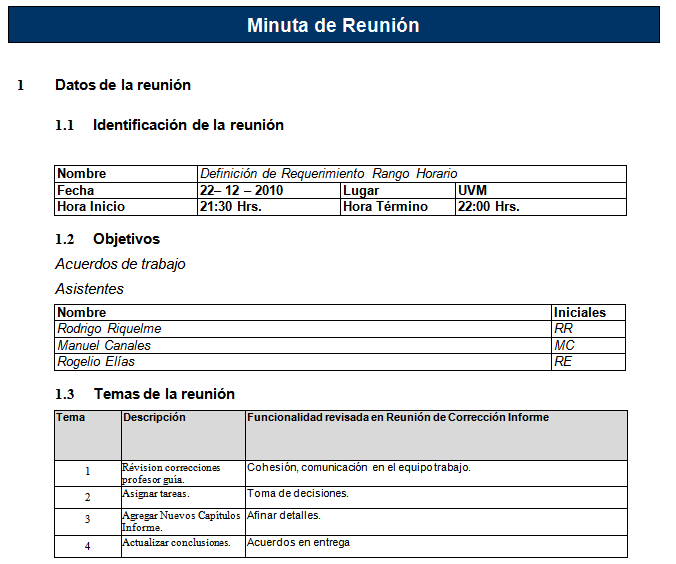 Minuta de Reunión
1 Datos de la reunión
1.1 Identificación de la reunión
Nombre Definición de Requerimiento Rango Horario
Fecha 22– 12 – 2010 Lugar UVM
Hora Inicio 21:30 Hrs. Hora Término 22:00 Hrs.
1.2 Objetivos
Acuerdos de trabajo
Asistentes
Nombre Iniciales
Rodrigo Riquelme RR
Manuel Canales MC
Rogelio Elías RE
1.3 Temas de la reunión
Tema Descripción Funcionalidad revisada en Reunión de Corrección Informe
1 Révision correcciones profesor guía. Cohesión, comunicación en el equipo trabajo.
2 Asignar tareas. Toma de decisiones.
3 Agregar Nuevos Capitulos Informe. Afinar detalles.
4 Actualizar conclusiones. Acuerdos en entrega